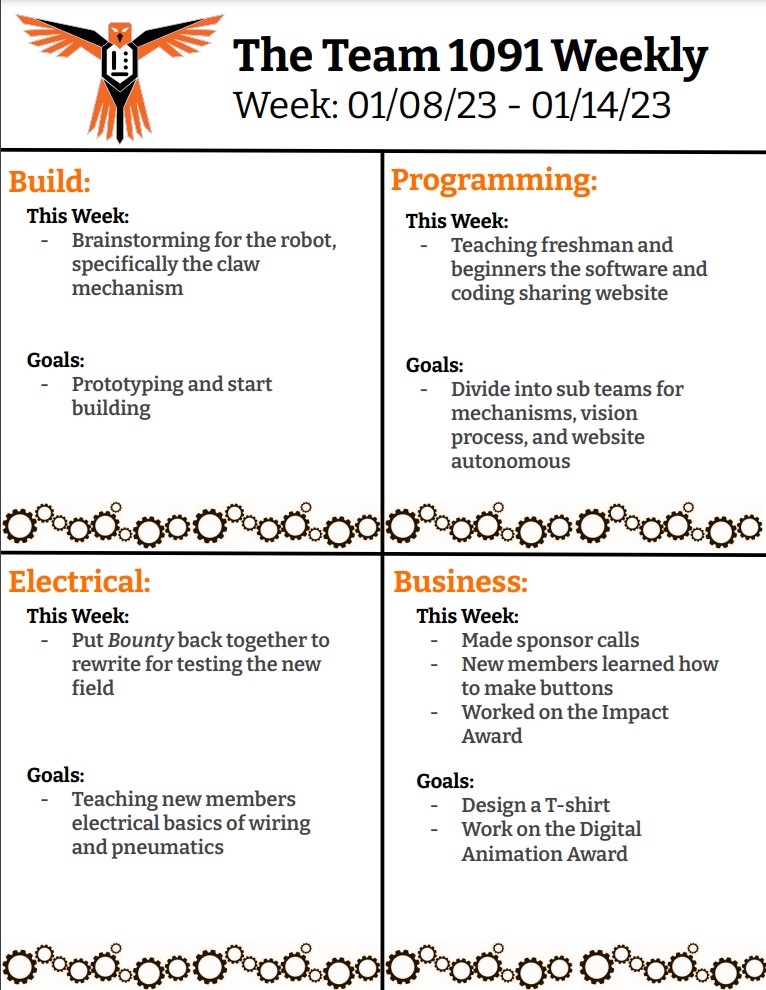 The Team 1091 Weekly
Week: 01/08/23 - 01/14/23
Build:
This Week:
- Brainstorming for the robot,
specifically the claw
mechanism
Goals:
- Prototyping and start
building
Programming:
This Week:
- Teaching freshman and
beginners the software and
coding sharing website
Goals:
- Divide into sub teams for
mechanisms, vision
process, and website
autonomous
Electrical:
This Week:
- Put Bounty back together to
rewrite for testing the new
field
Goals:
- Teaching new members
electrical basics of wiring
and pneumatics
Business:
This Week:
- Made sponsor calls
- New members learned how
to make buttons
- Worked on the Impact
Award
Goals:
- Design a T-shirt
- Work on the Digital
Animation Award